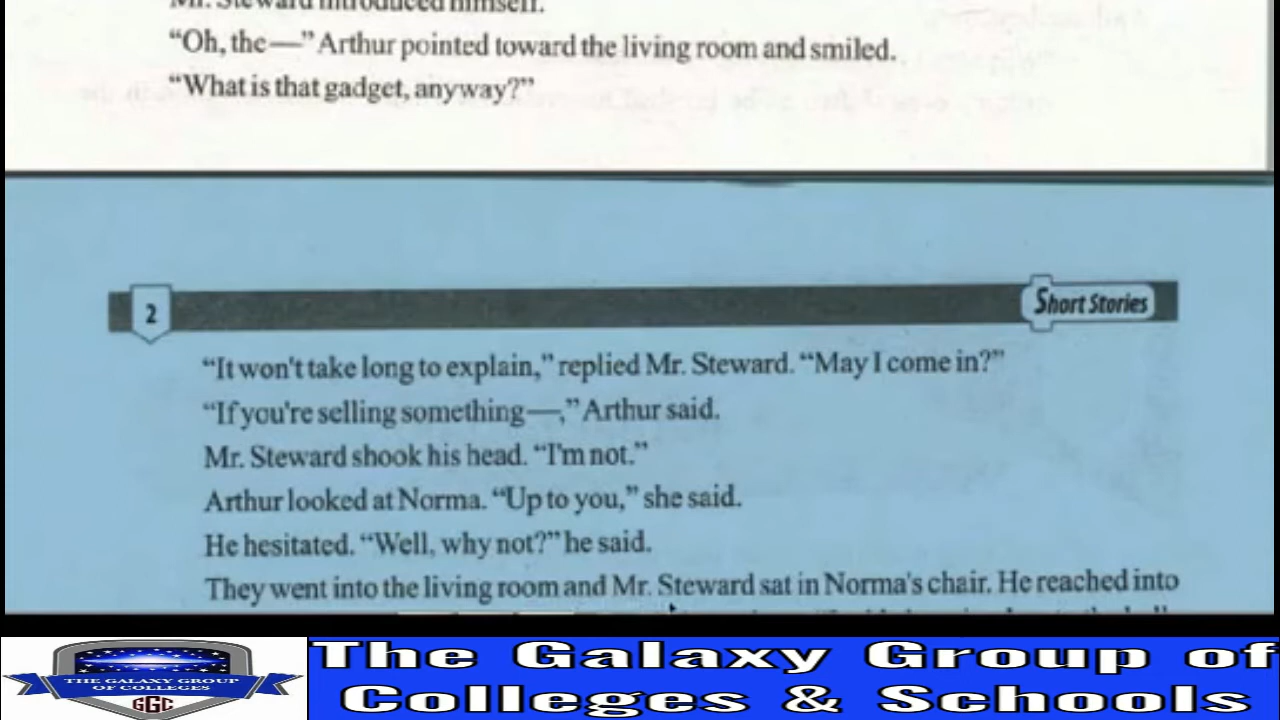 Mr. Steward introduced himself.
“Oh, the—” Arthur pointed toward the living room and smiled.
“What is that gadget, anyway?”
2
Short Stories
“It won't take long to explain,” replied Mr. Steward. “May I come in?”
“If you're selling something—,” Arthur said.
Mr. Steward shook his head. “I'm not.”
Arthur looked at Norma. “Up to you,” she said.
He hesitated. “Well, why not?” he said.
They went into the living room and Mr. Steward sat in Norma's chair. He reached into
THE GALAXY GROUP
OF COLLEGES
GGC
The Galaxy Group of
Colleges & Schools